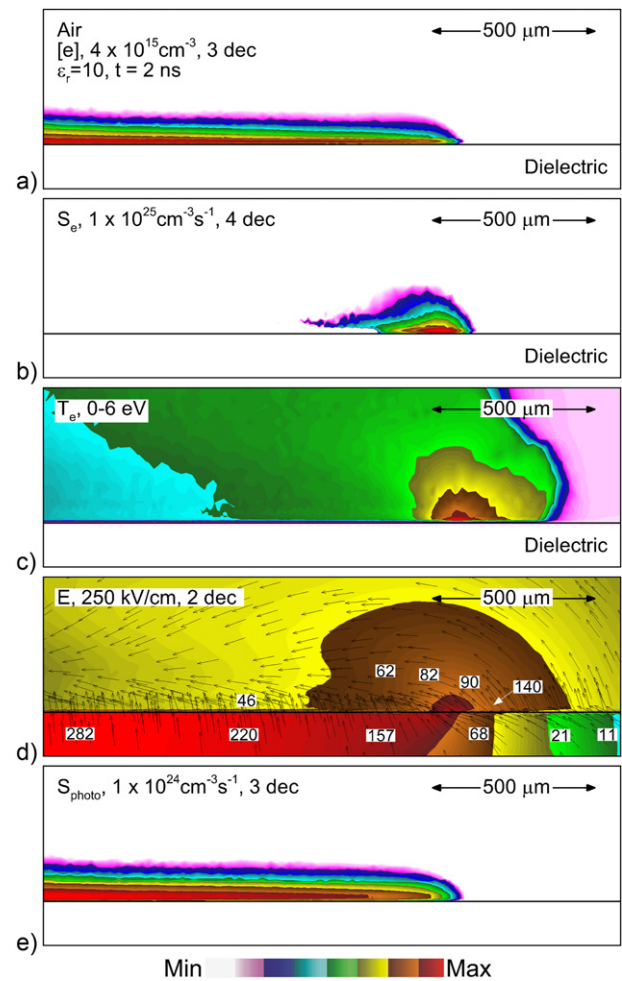 Air
[e], 4 x 10¹⁵cm⁻³, 3 dec
εᵣ=10, t = 2 ns
500 μm
Dielectric
a)
Sₑ, 1 x 10²⁵cm⁻³s⁻¹, 4 dec
500 μm
Dielectric
b)
Tₑ, 0-6 eV
500 μm
Dielectric
c)
E, 250 kV/cm, 2 dec
500 μm
62 82 90 140
46
282 220 157 68 21 11
d)
Sₚₕₒₜₒ, 1 x 10²⁴cm⁻³s⁻¹, 3 dec
500 μm
e)
Min Max